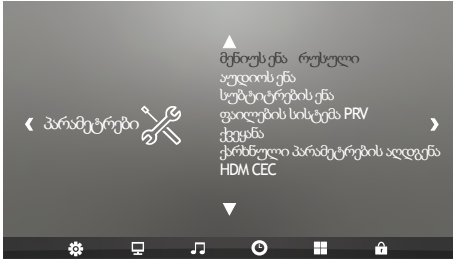 პარამეტრები
მენიუს ენა რუსული
აუდიოს ენა
სუბტიტრების ენა
ფაილების სისტემა PRV
ქვეყანა
ქარხნული პარამეტრების აღდგენა
HDM CEC